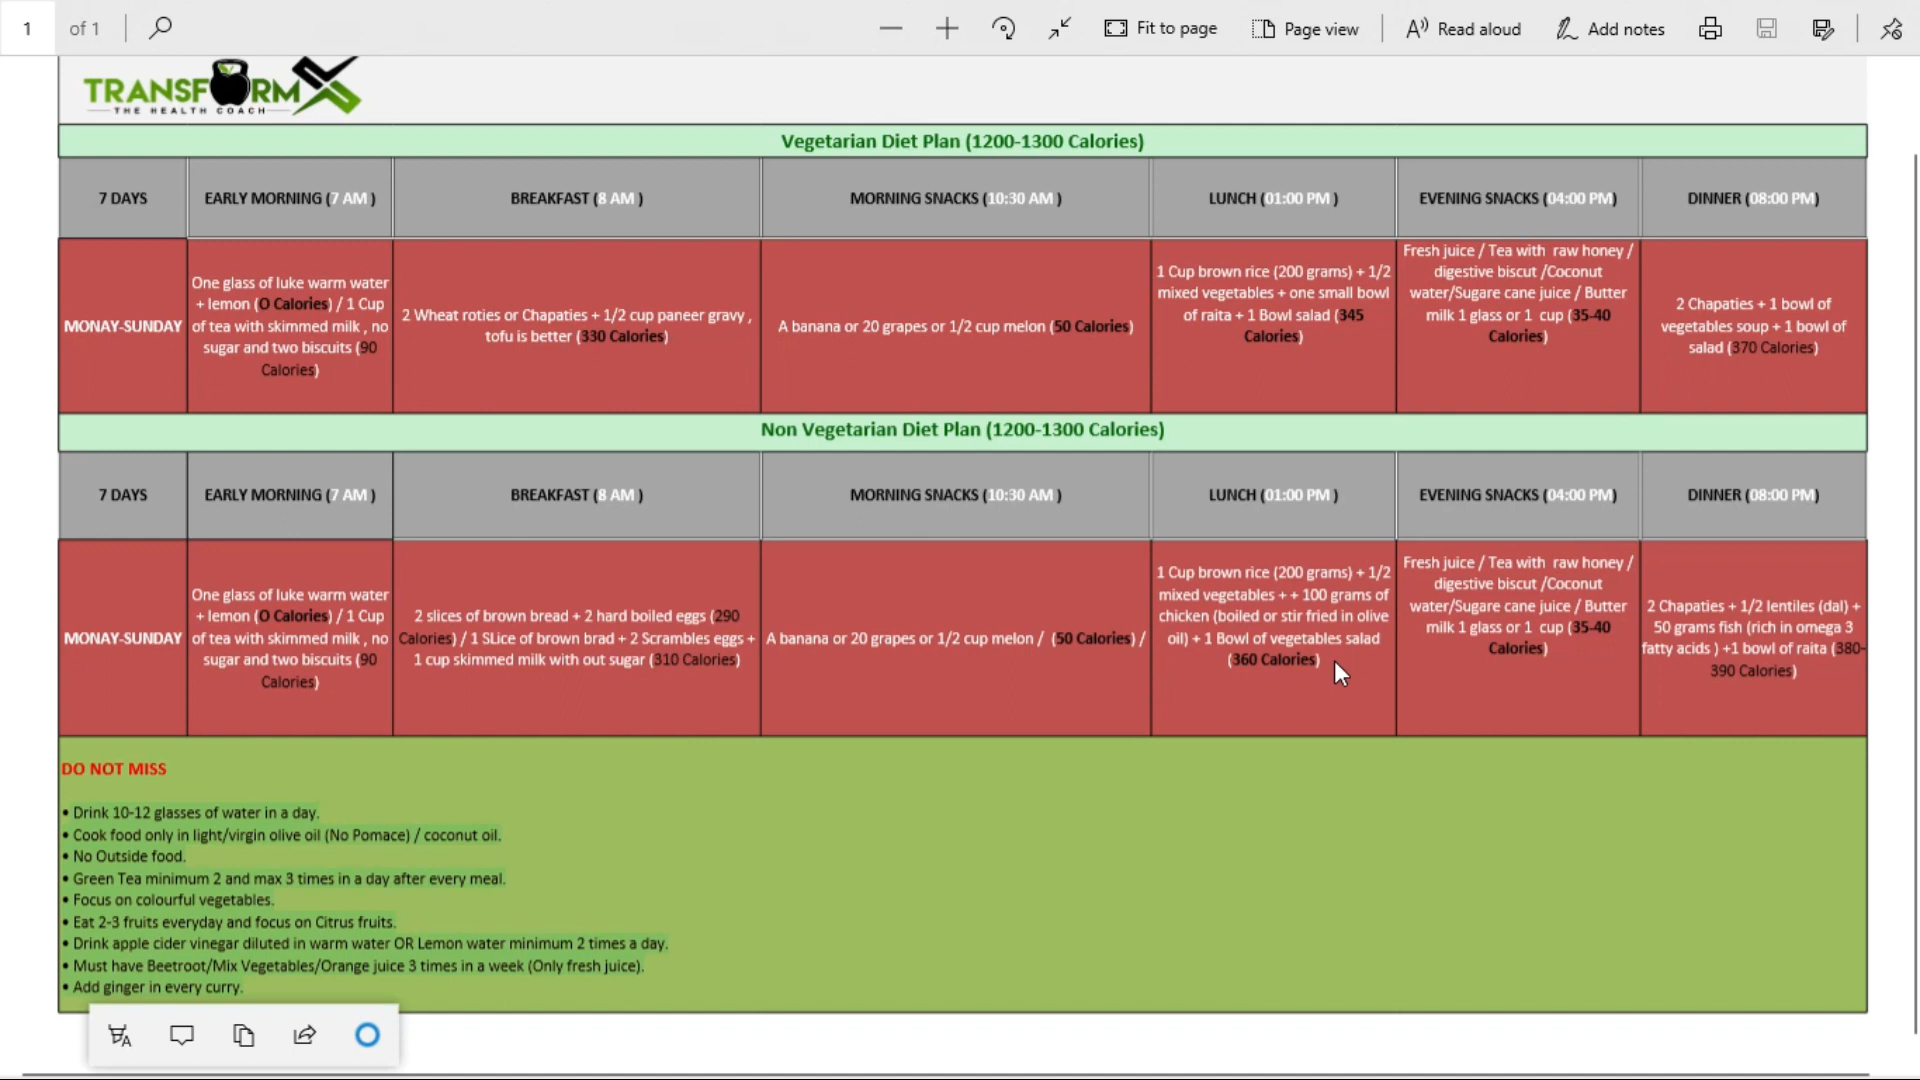 1 of 1 Fit to page Page view Read aloud Add notes
TRANSFORMX
THE HEALTH COACH
Vegetarian Diet Plan (1200-1300 Calories)
7 DAYS
EARLY MORNING (7 AM )
BREAKFAST (8 AM )
MORNING SNACKS (10:30 AM )
LUNCH (01:00 PM )
EVENING SNACKS (04:00 PM)
DINNER (08:00 PM)
MONAY-SUNDAY
One glass of luke warm water
+ lemon (O Calories) / 1 Cup
of tea with skimmed milk , no
sugar and two biscuits (90
Calories)
2 Wheat roties or Chapaties + 1/2 cup paneer gravy ,
tofu is better (330 Calories)
A banana or 20 grapes or 1/2 cup melon (50 Calories)
1 Cup brown rice (200 grams) + 1/2
mixed vegetables + one small bowl
of raita + 1 Bowl salad (345
Calories)
Fresh juice / Tea with raw honey /
digestive biscut /Coconut
water/Sugare cane juice / Butter
milk 1 glass or 1 cup (35-40
Calories)
2 Chapaties + 1 bowl of
vegetables soup + 1 bowl of
salad (370 Calories)
Non Vegetarian Diet Plan (1200-1300 Calories)
7 DAYS
EARLY MORNING (7 AM )
BREAKFAST (8 AM )
MORNING SNACKS (10:30 AM )
LUNCH (01:00 PM )
EVENING SNACKS (04:00 PM)
DINNER (08:00 PM)
MONAY-SUNDAY
One glass of luke warm water
+ lemon (O Calories) / 1 Cup
of tea with skimmed milk , no
sugar and two biscuits (90
Calories)
2 slices of brown bread + 2 hard boiled eggs (290
Calories) / 1 SLice of brown brad + 2 Scrambles eggs +
1 cup skimmed milk with out sugar (310 Calories)
A banana or 20 grapes or 1/2 cup melon / (50 Calories) /
1 Cup brown rice (200 grams) + 1/2
mixed vegetables + + 100 grams of
chicken (boiled or stir fried in olive
oil) + 1 Bowl of vegetables salad
(360 Calories)
Fresh juice / Tea with raw honey /
digestive biscut /Coconut
water/Sugare cane juice / Butter
milk 1 glass or 1 cup (35-40
Calories)
2 Chapaties + 1/2 lentiles (dal) +
50 grams fish (rich in omega 3
fatty acids ) +1 bowl of raita (380-
390 Calories)
DO NOT MISS
• Drink 10-12 glasses of water in a day.
• Cook food only in light/virgin olive oil (No Pomace) / coconut oil.
• No Outside food.
• Green Tea minimum 2 and max 3 times in a day after every meal.
• Focus on colourful vegetables.
• Eat 2-3 fruits everyday and focus on Citrus fruits.
• Drink apple cider vinegar diluted in warm water OR Lemon water minimum 2 times a day.
• Must have Beetroot/Mix Vegetables/Orange juice 3 times in a week (Only fresh juice).
• Add ginger in every curry.